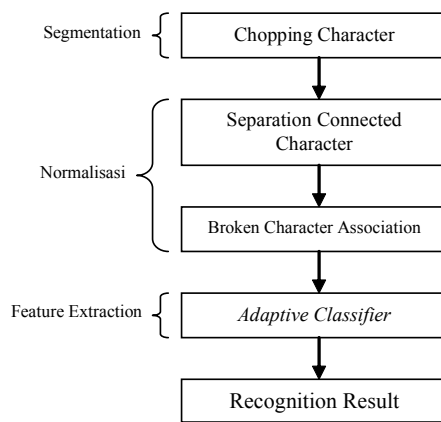 Segmentation
Chopping Character
Separation Connected
Character
Normalisasi
Broken Character Association
Feature Extraction
Adaptive Classifier
Recognition Result